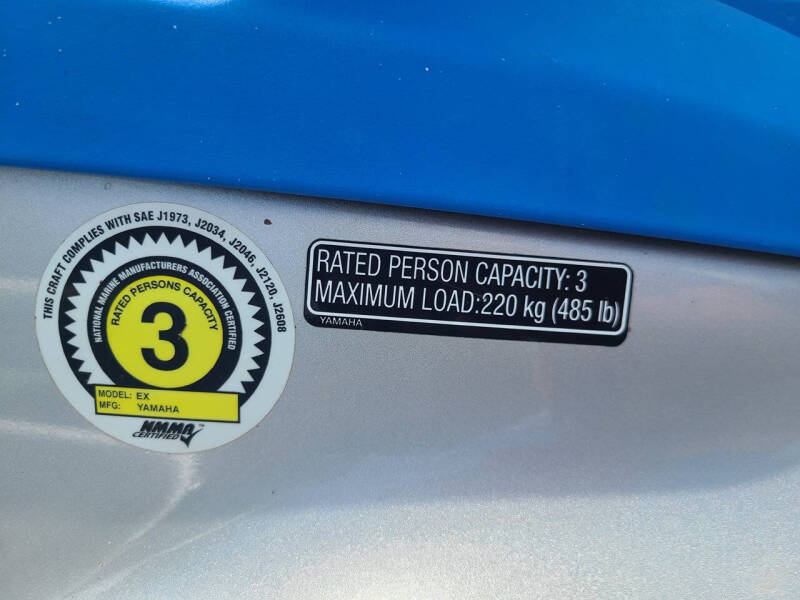 THIS CRAFT COMPLIES WITH SAE J1973, J2034, J2046, J2120, J2608
NATIONAL MARINE MANUFACTURERS ASSOCIATION CERTIFIED
RATED PERSONS CAPACITY
3
MODEL: EX
MFG: YAMAHA
NMMA
CERTIFIED
TM
RATED PERSON CAPACITY: 3
MAXIMUM LOAD:220 kg (485 lb)
YAMAHA